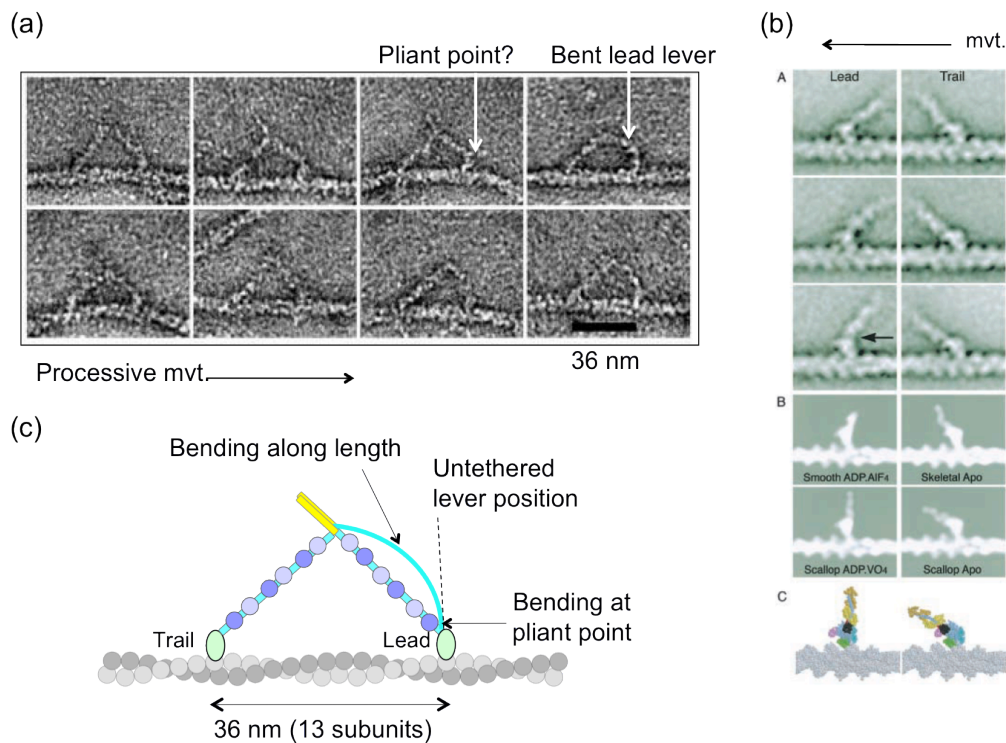 (a)
Pliant point?
Bent lead lever
36 nm
Processive mvt.
(b)
mvt.
A
Lead
Trail
B
Smooth ADP.AlF4
Skeletal Apo
Scallop ADP.VO4
Scallop Apo
C
(c)
Bending along length
Untethered
lever position
Bending at
pliant point
Trail
Lead
36 nm (13 subunits)